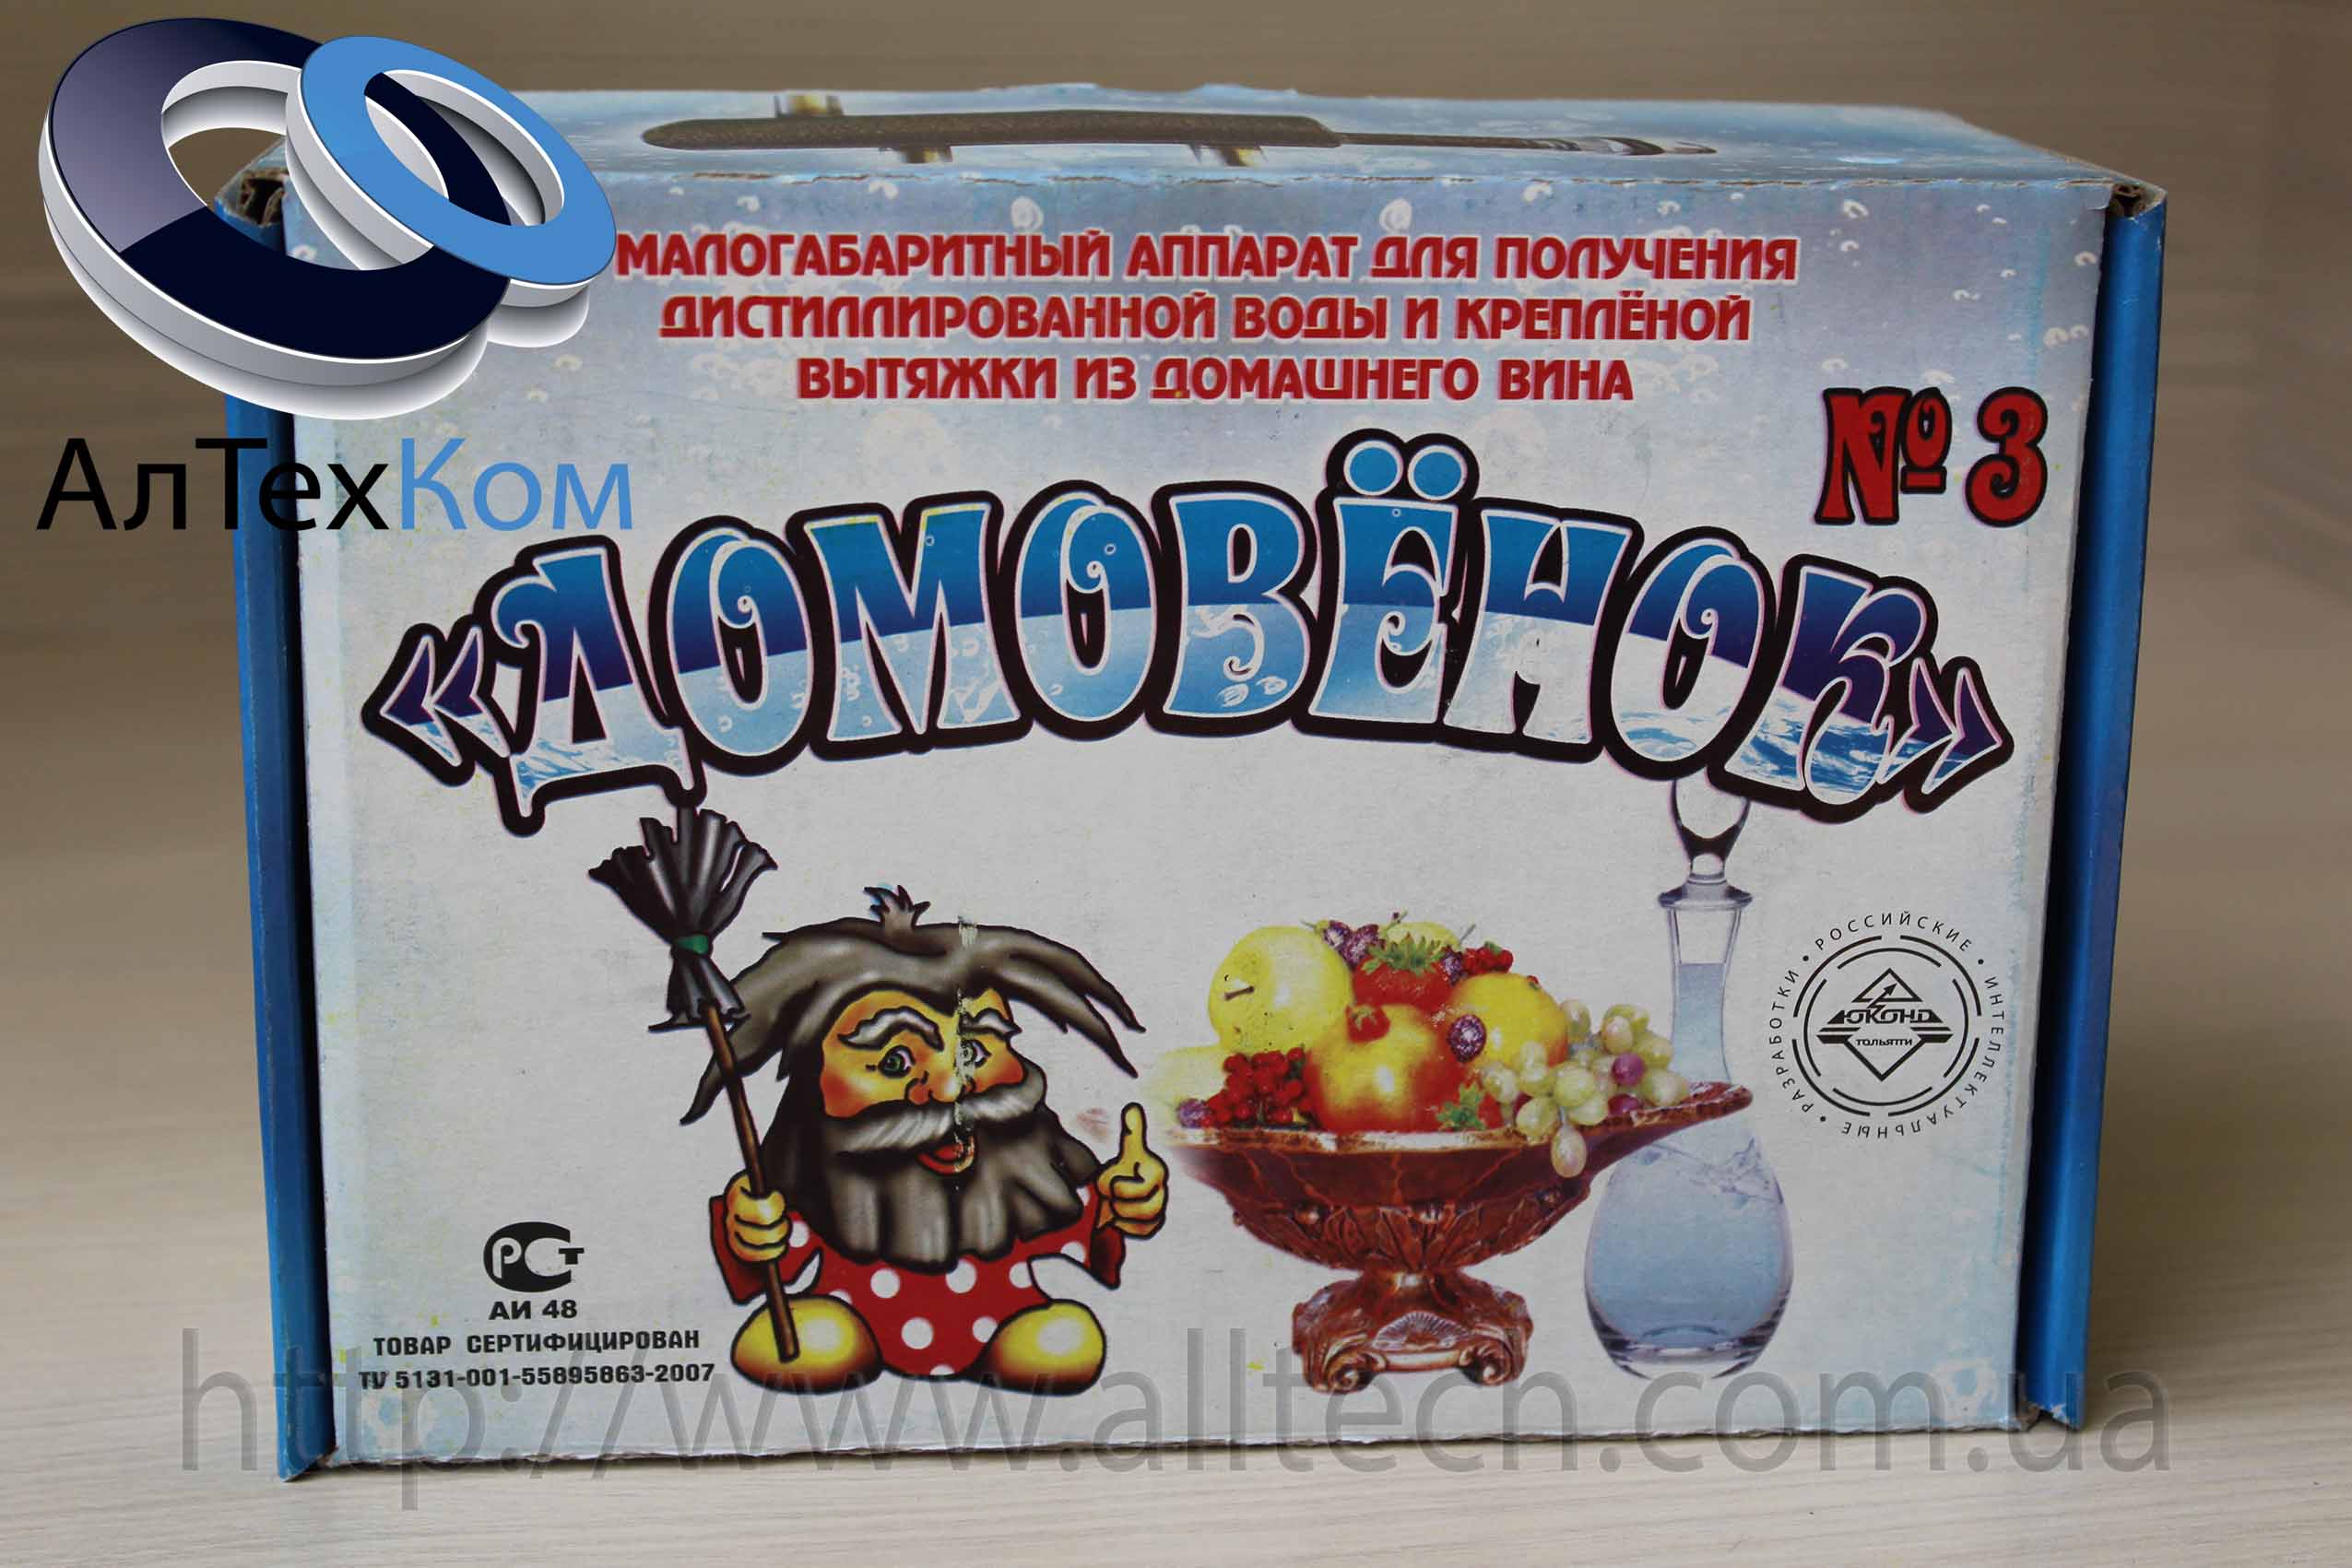 АлТехКом
МАЛОГАБАРИТНЫЙ АППАРАТ ДЛЯ ПОЛУЧЕНИЯ
ДИСТИЛЛИРОВАННОЙ ВОДЫ И КРЕПЛЁНОЙ
ВЫТЯЖКИ ИЗ ДОМАШНЕГО ВИНА
№ 3
«ДОМОВЁНОК»
• РОССИЙСКИЕ • ИНТЕЛЛЕКТУАЛЬНЫЕ • РАЗРАБОТКИ
ЮКОНД
ТОЛЬЯТТИ
РСТ
АИ 48
ТОВАР СЕРТИФИЦИРОВАН
ТУ 5131-001-55895863-2007
http://www.alltech.com.ua